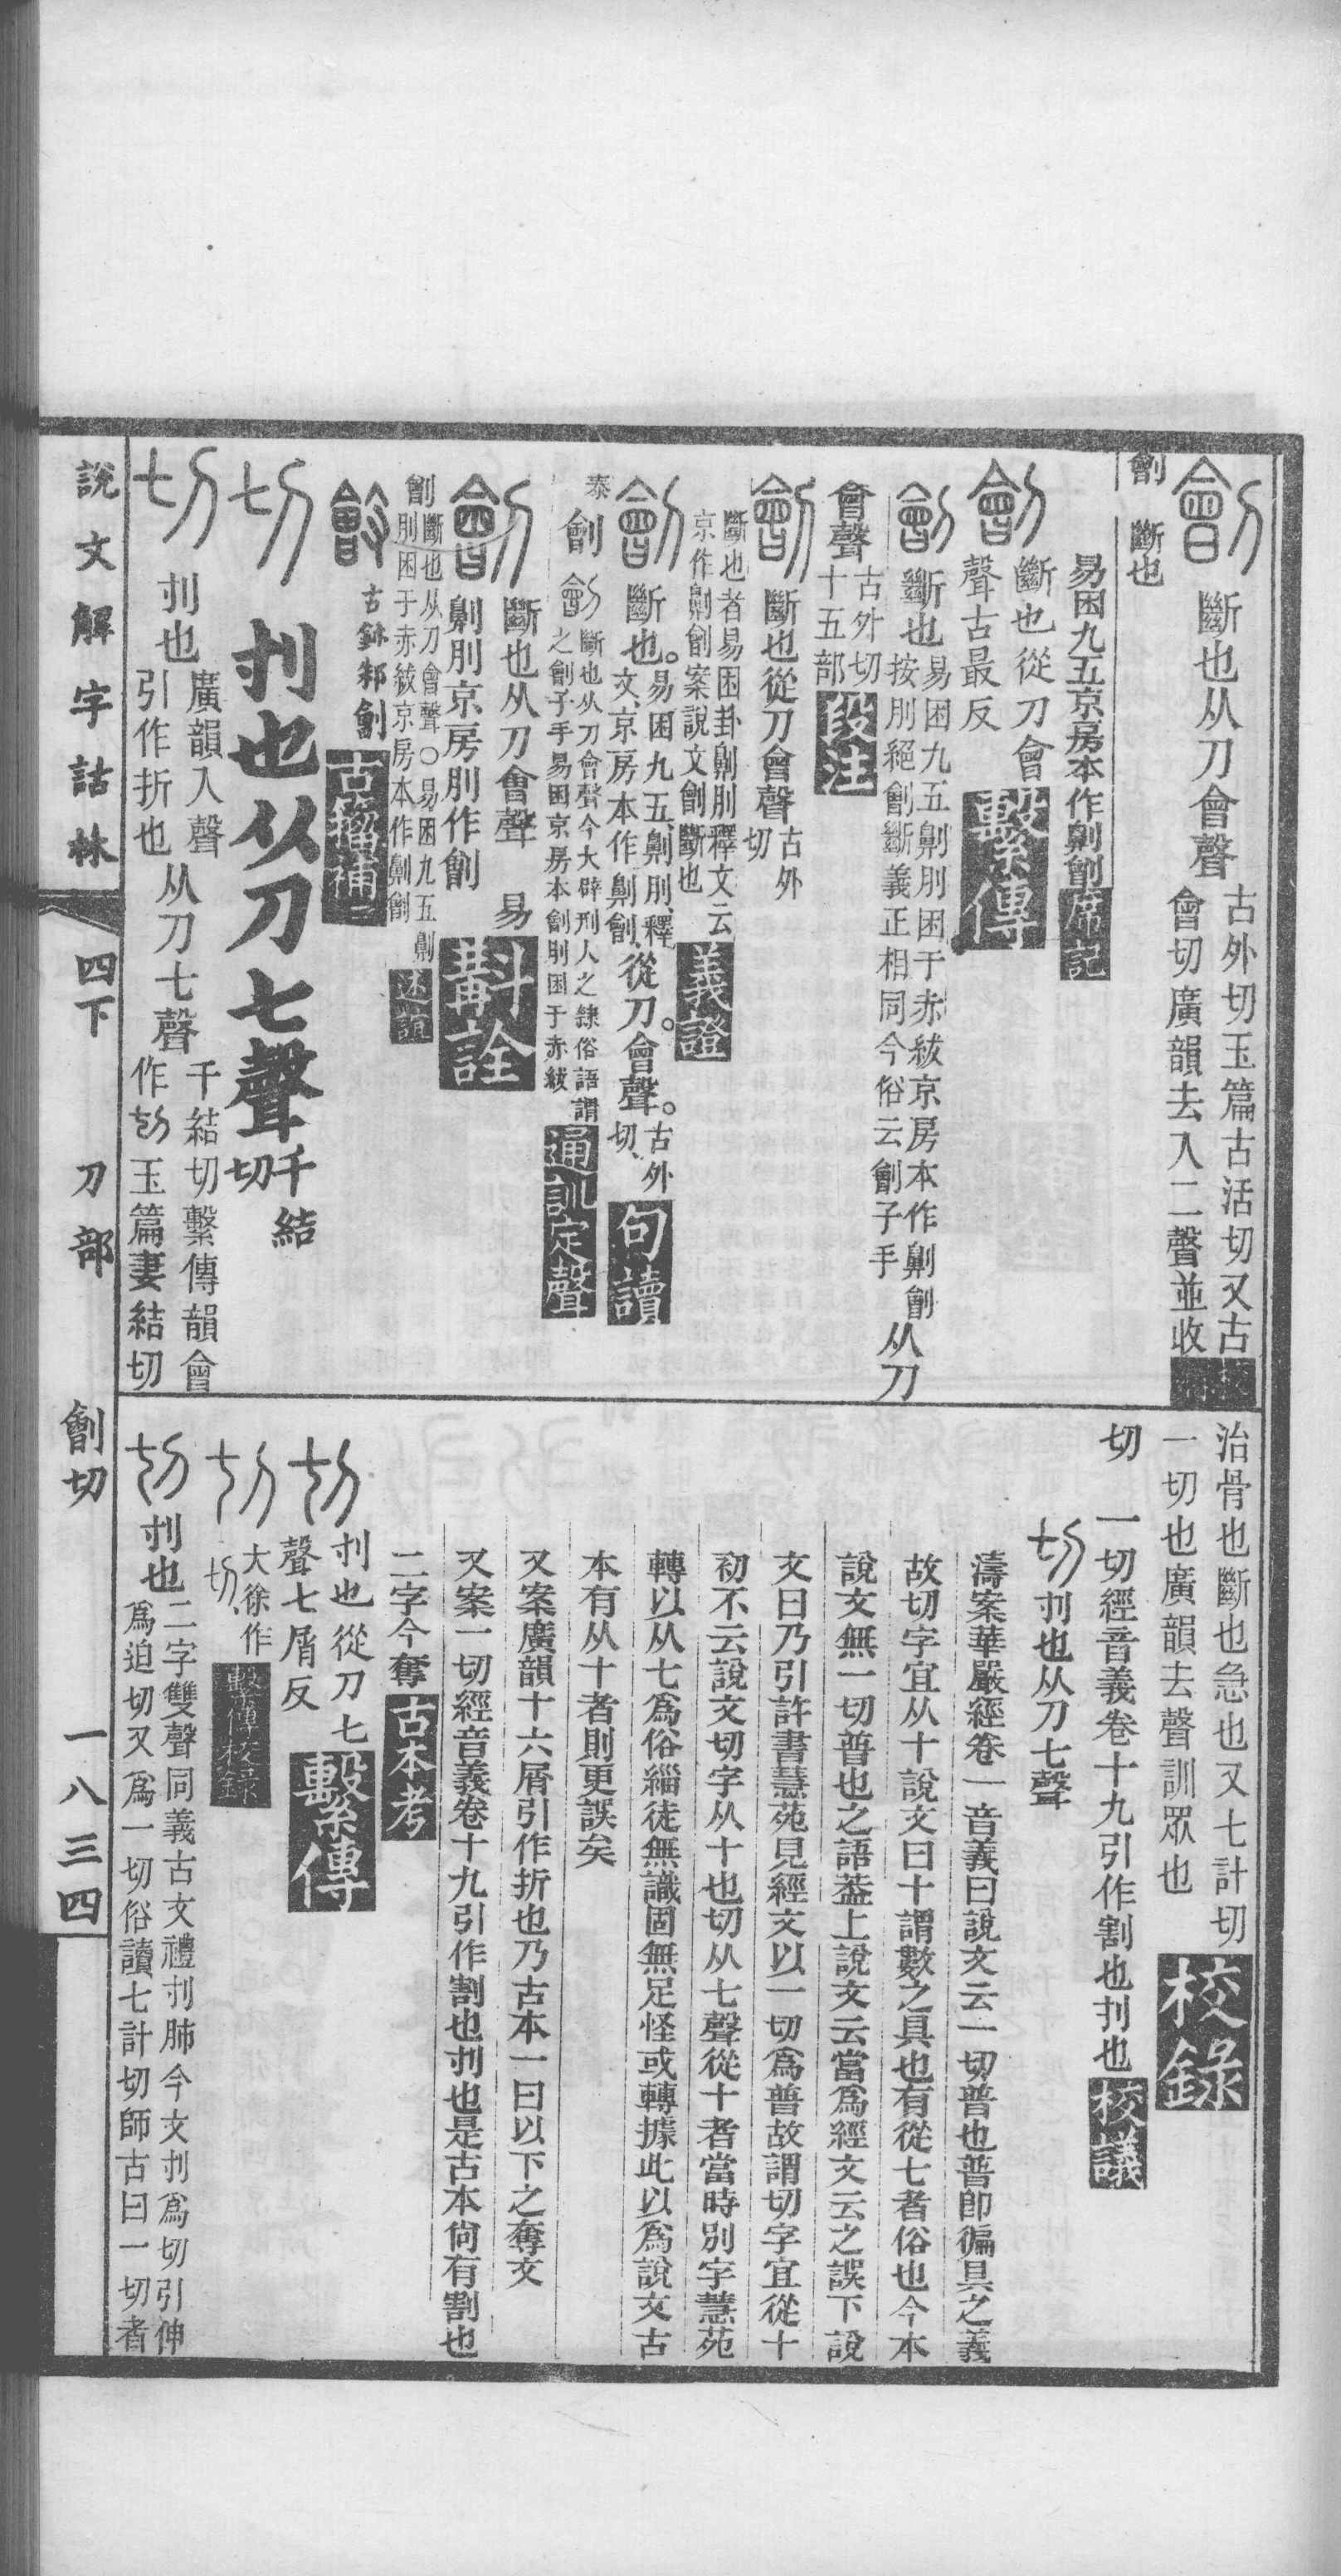 劊 斷也从刀會聲
古外切玉篇古活切又古
會切廣韻去入二聲並收
劊 斷也
易困九五京房本作劓劊席記
劊
斷也從刀會
聲古最反
繫傳
劊 斷也
易困九五劓刖困于赤紱京房本作劓劊
按刖絕劊斷義正相同今俗云劊子手
从刀
會聲
古外切
十五部
段注
劊 斷也從刀會聲
古外
切
斷也者易困卦劓刖釋文云
京作劓劊案說文劊斷也
義證
劊 斷也。
易困九五劓刖、釋
文、京房本作劓劊、
從刀。會聲。
古外
切、
句讀
泰 劊 劊
斷也从刀會聲今大辟刑人之隸俗語謂
之劊子手易困京房本劊刖困于赤紱
通訓定聲
劊 斷也从刀會聲 易
劓刖京房刖作劊
斠詮
劊斷也从刀會聲〇易困九五劓
刖困于赤紱京房本作劓劊
述誼
古鉨邾劊
古籀補
切 刌也从刀七聲
千結
切
切 刌也
廣韻入聲
引作折也
从刀七聲
千結切繫傳韻會
作切玉篇妻結切
治骨也斷也急也又七計切
一切也廣韻去聲訓眾也
校錄
切 一切經音義卷十九引作割也刌也
校議
切 刌也从刀七聲
濤案華嚴經卷一音義曰說文云一切普也普卽徧具之義
故切字宜从十說文曰十謂數之具也有從七者俗也今本
說文無一切普也之語葢上說文云當爲經文云之誤下說
文曰乃引許書慧苑見經文以一切爲普故謂切字宜從十
初不云說文切字从十也切从七聲從十者當時別字慧苑
轉以从七爲俗緇徒無識固無足怪或轉據此以爲說文古
本有从十者則更誤矣
又案廣韻十六屑引作折也乃古本一曰以下之奪文
又案一切經音義卷十九引作割也刌也是古本尙有割也
二字今奪
古本考
切
刌也從刀七
聲七屑反
繫傳
切
大徐作
切、
繫傳校錄
切 刌也
二字雙聲同義古文禮刌肺今文刌爲切引伸
爲迫切又爲一切俗讀七計切師古曰一切者
說文解字詁林 四下 刀部 劊切 一八三四